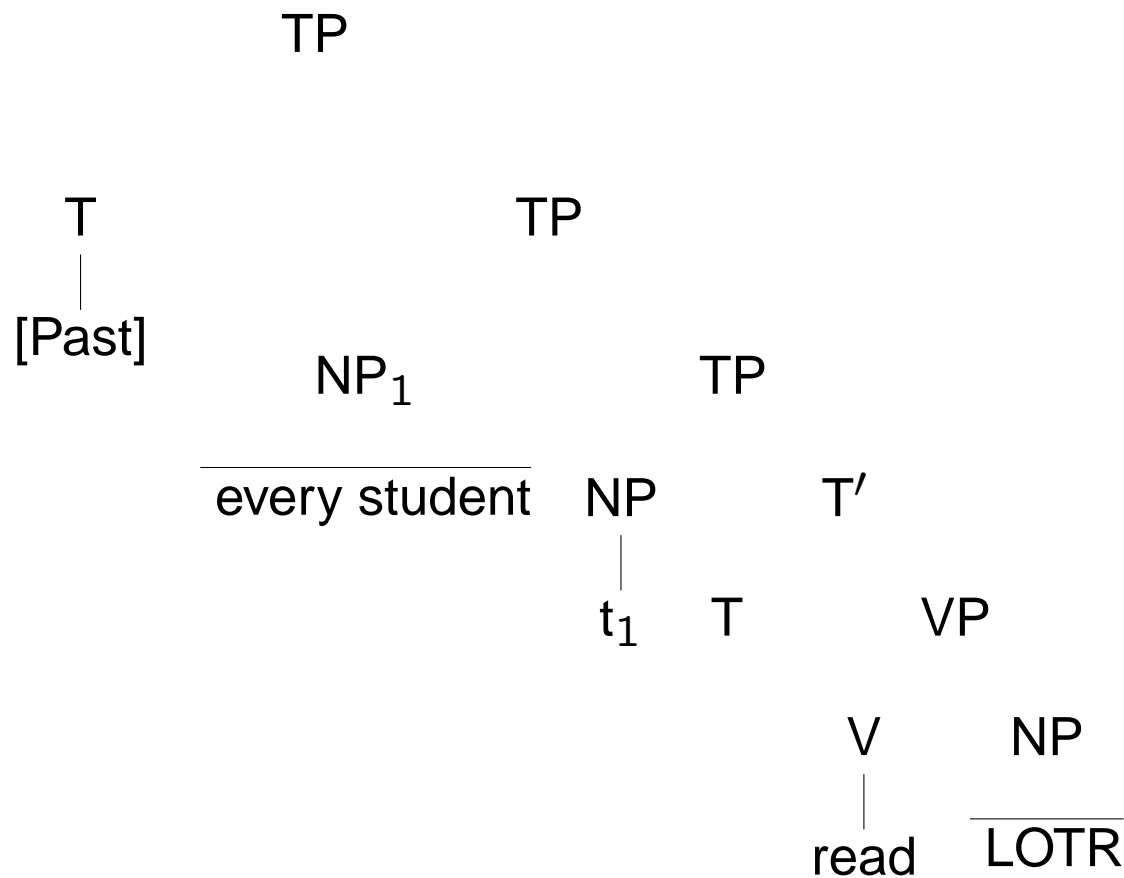 TP
T TP
[Past]
NP₁ TP
every student NP T′
t₁ T VP
V NP
read LOTR